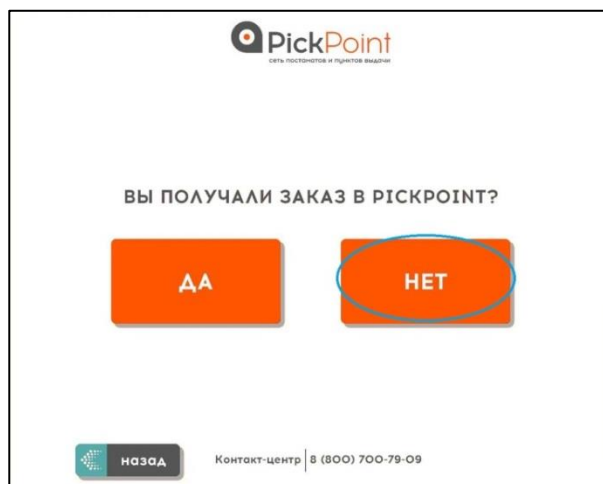 PickPoint
сеть постаматов и пунктов выдачи
ВЫ ПОЛУЧАЛИ ЗАКАЗ В PICKPOINT?
ДА
НЕТ
назад
Контакт-центр 8 (800) 700-79-09